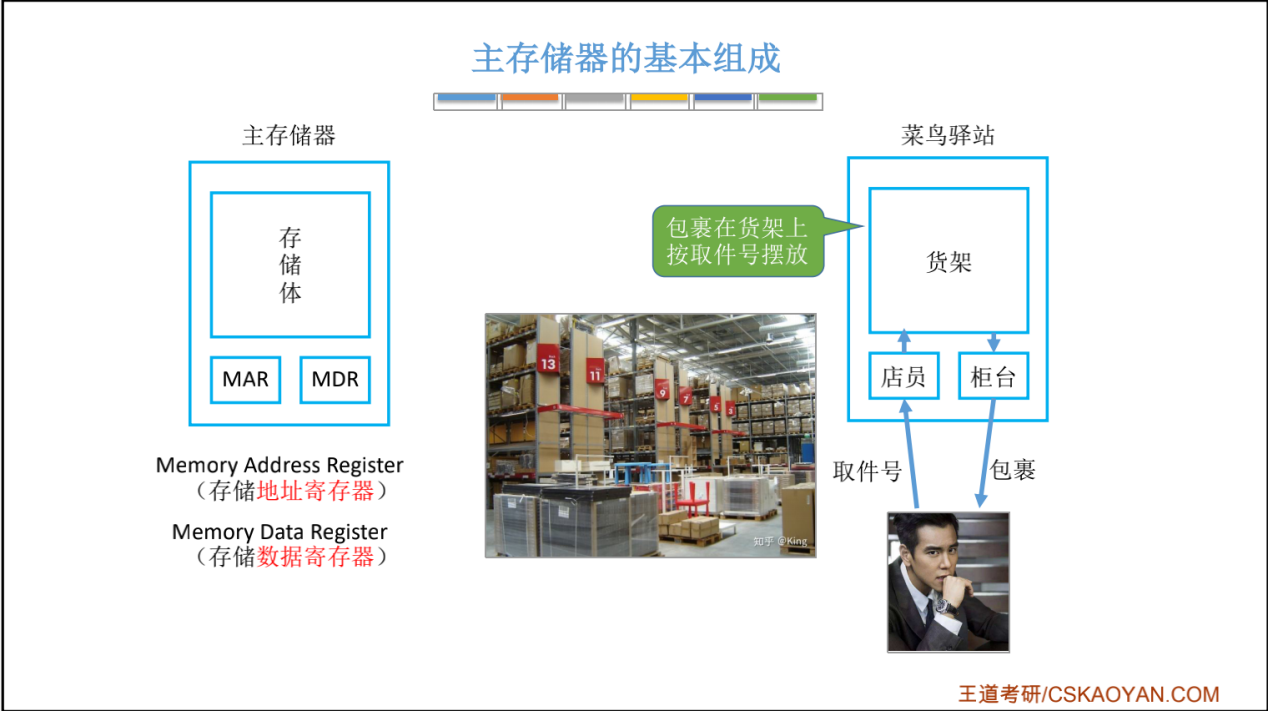 主存储器的基本组成
主存储器
存
储
体
MAR
MDR
Memory Address Register
（存储地址寄存器）
Memory Data Register
（存储数据寄存器）
13
11
9
7
5
3
知乎 @King
菜鸟驿站
包裹在货架上
按取件号摆放
货架
店员
柜台
取件号
包裹
王道考研/CSKAOYAN.COM